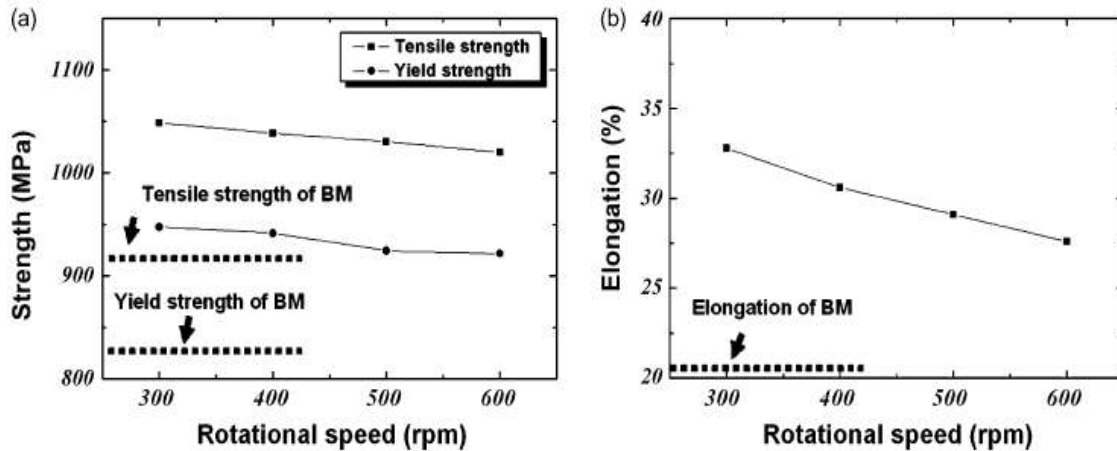 (a)
Tensile strength
Yield strength
1100
1000
900
800
Strength (MPa)
Tensile strength of BM
Yield strength of BM
300 400 500 600
Rotational speed (rpm)
(b)
40
35
30
25
20
Elongation (%)
Elongation of BM
300 400 500 600
Rotational speed (rpm)